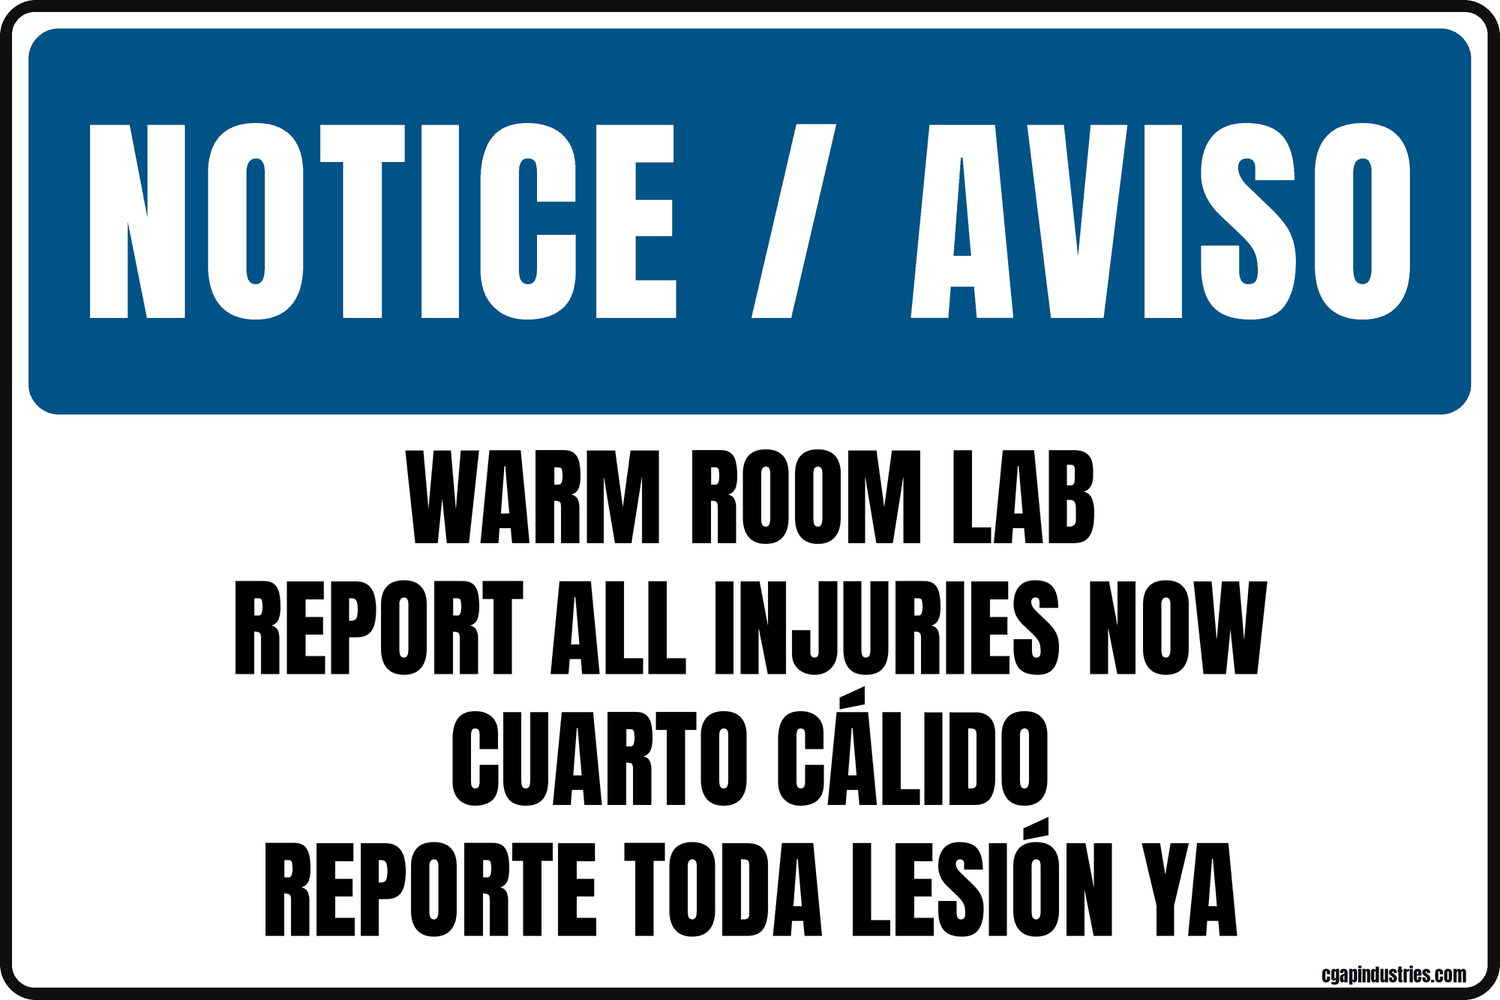 NOTICE / AVISO
WARM ROOM LAB
REPORT ALL INJURIES NOW
CUARTO CÁLIDO
REPORTE TODA LESIÓN YA
cgapindustries.com